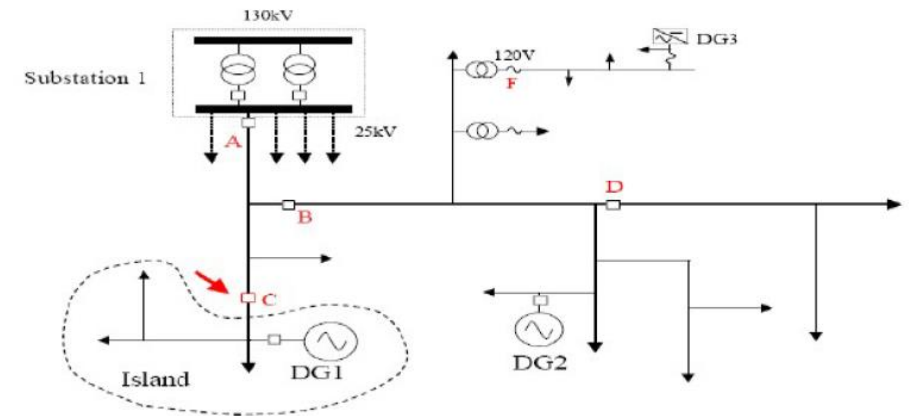 130kV
Substation 1
25kV
A
120V
F
DG3
B
D
C
Island
DG1
DG2